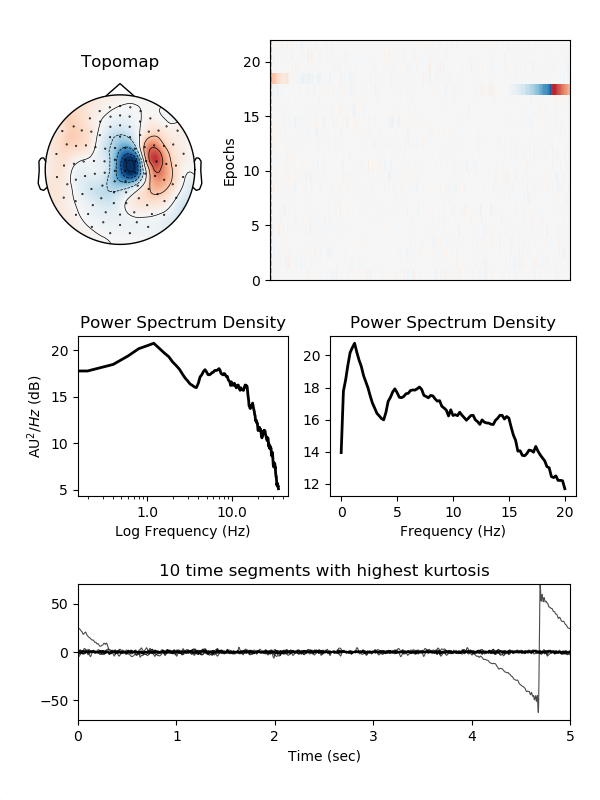 Topomap
Epochs
20
15
10
5
0
Power Spectrum Density
AU²/Hz (dB)
20
15
10
5
1.0 10.0
Log Frequency (Hz)
Power Spectrum Density
20
18
16
14
12
0 5 10 15 20
Frequency (Hz)
10 time segments with highest kurtosis
50
0
−50
0 1 2 3 4 5
Time (sec)